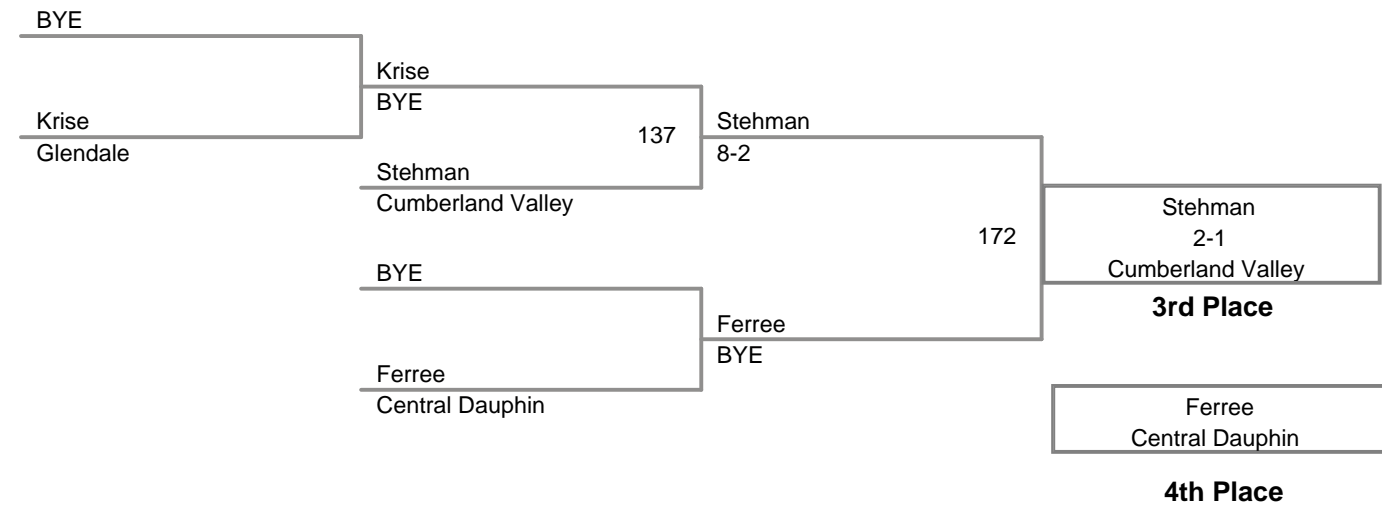 BYE
Krise
BYE
Krise
Glendale
137
Stehman
8-2
Stehman
Cumberland Valley
Stehman
2-1
Cumberland Valley
172
BYE
3rd Place
Ferree
BYE
Ferree
Central Dauphin
Ferree
Central Dauphin
4th Place